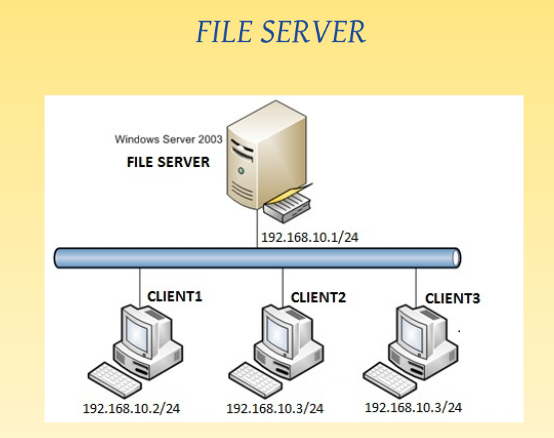 FILE SERVER
Windows Server 2003
FILE SERVER
192.168.10.1/24
CLIENT1
CLIENT2
CLIENT3
192.168.10.2/24
192.168.10.3/24
192.168.10.3/24